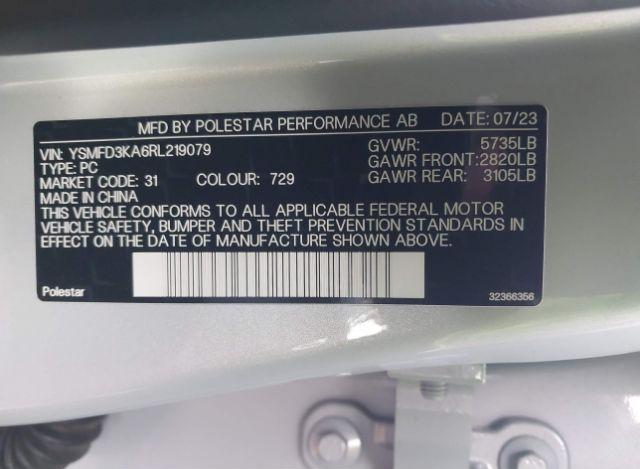 MFD BY POLESTAR PERFORMANCE AB DATE: 07/23
VIN: YSMFD3KA6RL219079 GVWR: 5735LB
TYPE: PC GAWR FRONT:2820LB
MARKET CODE: 31 COLOUR: 729 GAWR REAR: 3105LB
MADE IN CHINA
THIS VEHICLE CONFORMS TO ALL APPLICABLE FEDERAL MOTOR
VEHICLE SAFETY, BUMPER AND THEFT PREVENTION STANDARDS IN
EFFECT ON THE DATE OF MANUFACTURE SHOWN ABOVE.
Polestar 32366356